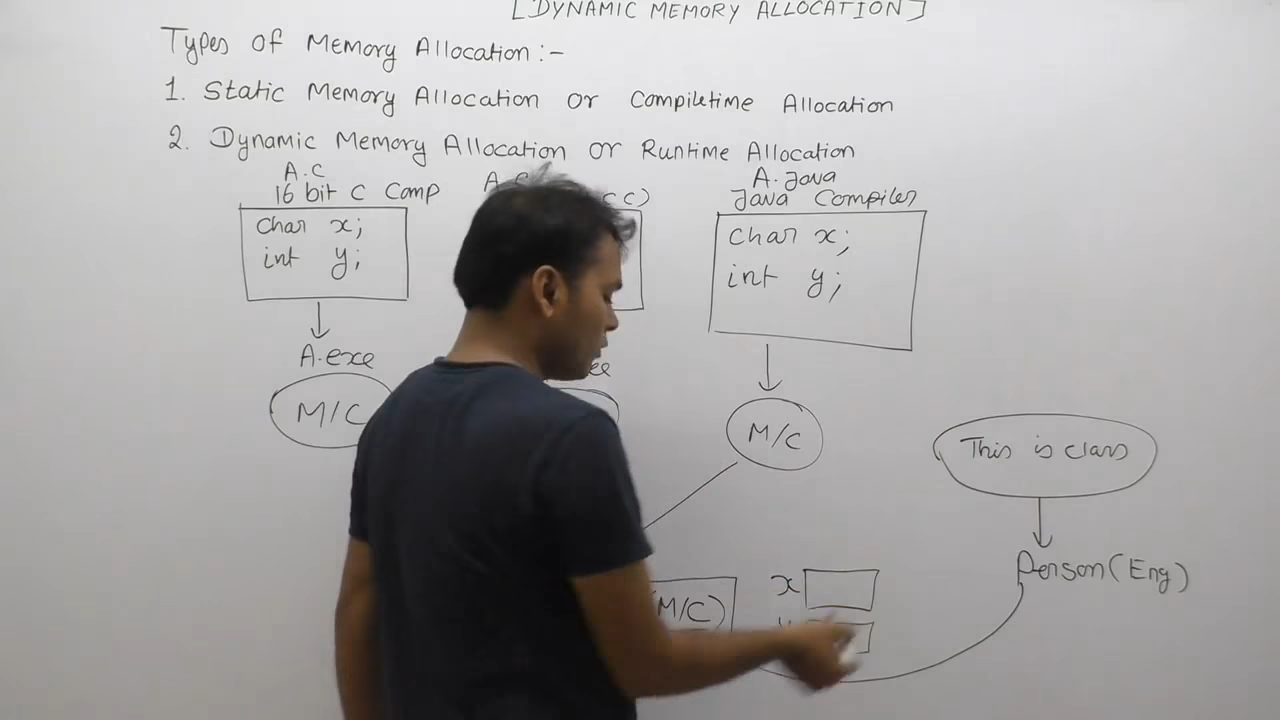 [DYNAMIC MEMORY ALLOCATION]
Types of Memory Allocation:-
1. Static Memory Allocation or Compiletime Allocation
2. Dynamic Memory Allocation or Runtime Allocation
A.C
16 bit C Comp
char x;
int y;
A.exe
M/C
A.Java
Java Compiler
char x;
int y;
M/C
This is class
Person(Eng)
(M/C)
x